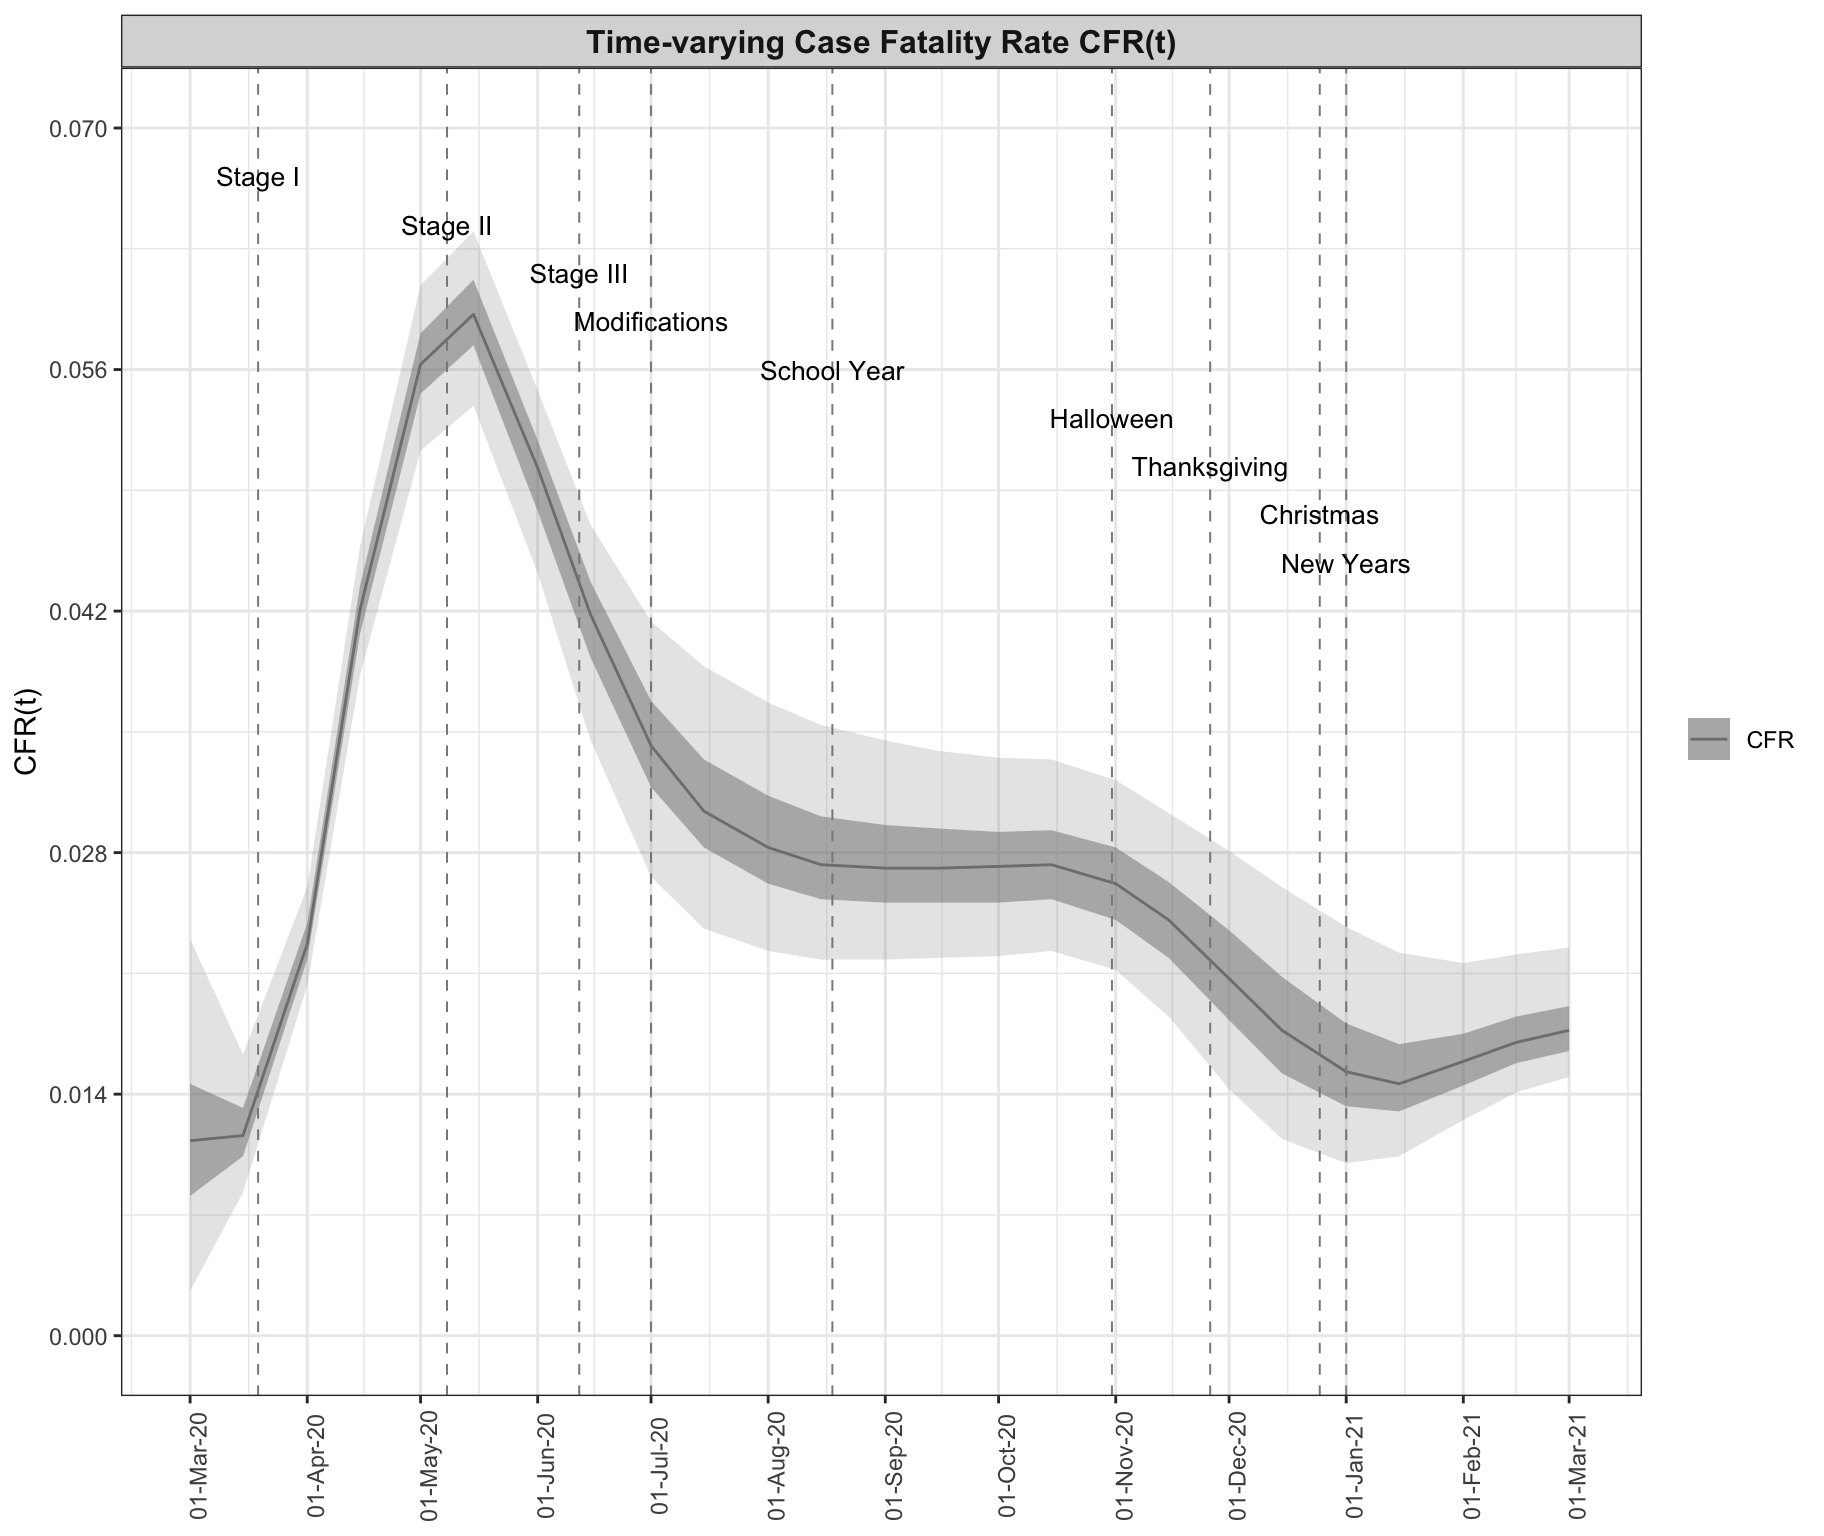 Time-varying Case Fatality Rate CFR(t)
0.070
Stage I
Stage II
Stage III
Modifications
0.056
School Year
Halloween
Thanksgiving
Christmas
New Years
0.042
CFR(t)
CFR
0.028
0.014
0.000
01-Mar-20
01-Apr-20
01-May-20
01-Jun-20
01-Jul-20
01-Aug-20
01-Sep-20
01-Oct-20
01-Nov-20
01-Dec-20
01-Jan-21
01-Feb-21
01-Mar-21